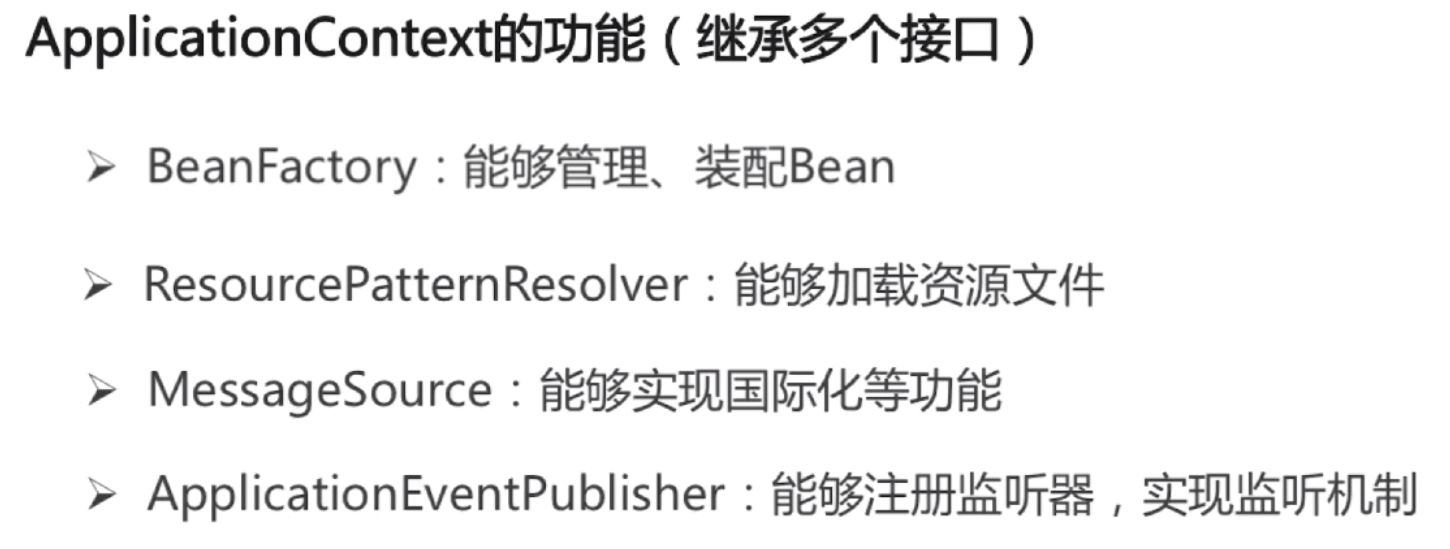 ApplicationContext的功能（继承多个接口）
➢ BeanFactory：能够管理、装配Bean
➢ ResourcePatternResolver：能够加载资源文件
➢ MessageSource：能够实现国际化等功能
➢ ApplicationEventPublisher：能够注册监听器，实现监听机制